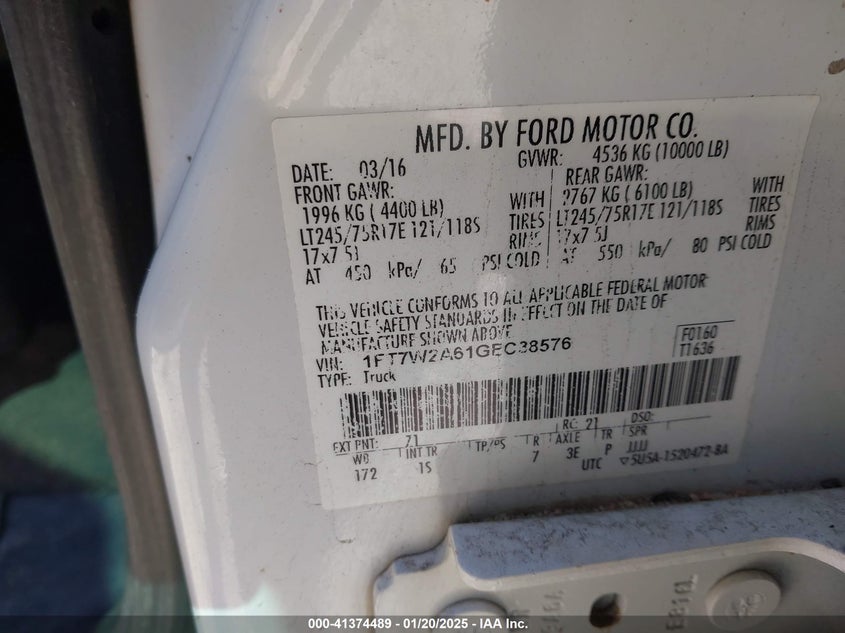 MFD. BY FORD MOTOR CO.
DATE: 03/16
GVWR: 4536 KG (10000 LB)
FRONT GAWR:
REAR GAWR:
1996 KG ( 4400 LB) WITH
2767 KG ( 6100 LB) WITH
LT245/75R17E 121/118S TIRES
LT245/75R17E 121/118S TIRES
17x7.5J RIMS
17x7.5J RIMS
AT 450 kPa/ 65 PSI COLD
AT 550 kPa/ 80 PSI COLD
THIS VEHICLE CONFORMS TO ALL APPLICABLE FEDERAL MOTOR
VEHICLE SAFETY STANDARDS IN EFFECT ON THE DATE OF
MANUFACTURE SHOWN ABOVE
VIN: 1FT7W2A61GEC38576
TYPE: Truck
F0160
T1636
EXT PNT: 71 RC: 21 DSO:
WB INT TR TP/PS R AXLE TR SPR
172 1S 7 3E P JJJJ
UTC ▽5U5A-1520472-BA
000-41374489 - 01/20/2025 - IAA Inc.